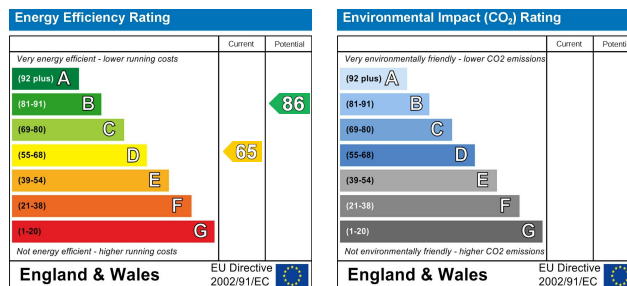 Energy Efficiency Rating
Current Potential
Very energy efficient - lower running costs
(92 plus) A
(81-91) B
86
(69-80) C
(55-68) D
65
(39-54) E
(21-38) F
(1-20) G
Not energy efficient - higher running costs
England & Wales
EU Directive
2002/91/EC
Environmental Impact (CO2) Rating
Current Potential
Very environmentally friendly - lower CO2 emissions
(92 plus) A
(81-91) B
(69-80) C
(55-68) D
(39-54) E
(21-38) F
(1-20) G
Not environmentally friendly - higher CO2 emissions
England & Wales
EU Directive
2002/91/EC